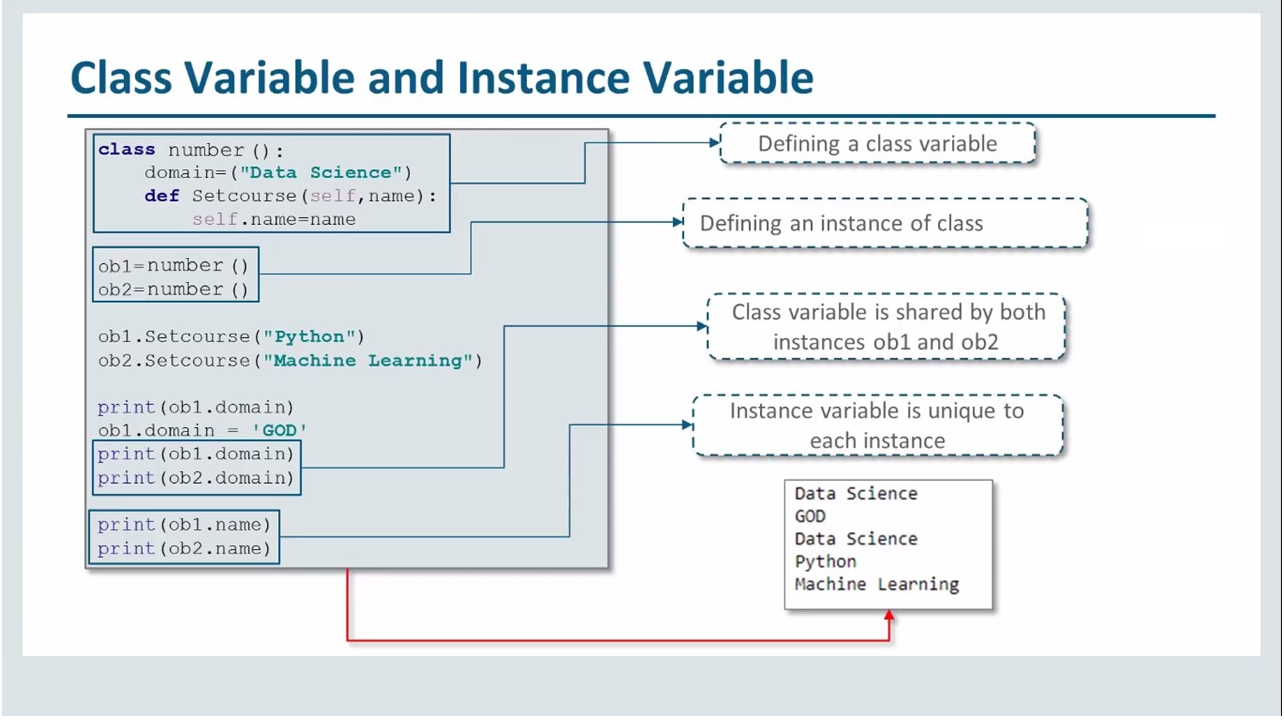 Class Variable and Instance Variable
class number():
domain=("Data Science")
def Setcourse(self,name):
self.name=name
ob1=number()
ob2=number()
ob1.Setcourse("Python")
ob2.Setcourse("Machine Learning")
print(ob1.domain)
ob1.domain = 'GOD'
print(ob1.domain)
print(ob2.domain)
print(ob1.name)
print(ob2.name)
Defining a class variable
Defining an instance of class
Class variable is shared by both
instances ob1 and ob2
Instance variable is unique to
each instance
Data Science
GOD
Data Science
Python
Machine Learning